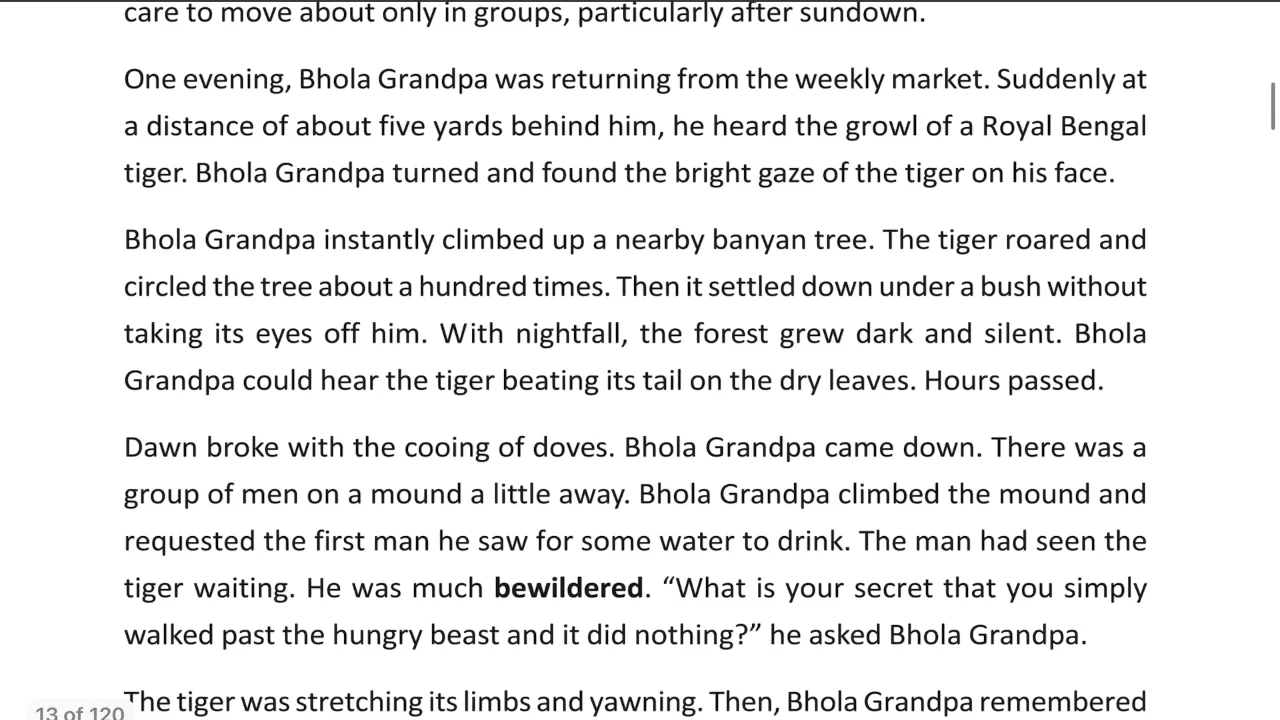 care to move about only in groups, particularly after sundown.
One evening, Bhola Grandpa was returning from the weekly market. Suddenly at
a distance of about five yards behind him, he heard the growl of a Royal Bengal
tiger. Bhola Grandpa turned and found the bright gaze of the tiger on his face.
Bhola Grandpa instantly climbed up a nearby banyan tree. The tiger roared and
circled the tree about a hundred times. Then it settled down under a bush without
taking its eyes off him. With nightfall, the forest grew dark and silent. Bhola
Grandpa could hear the tiger beating its tail on the dry leaves. Hours passed.
Dawn broke with the cooing of doves. Bhola Grandpa came down. There was a
group of men on a mound a little away. Bhola Grandpa climbed the mound and
requested the first man he saw for some water to drink. The man had seen the
tiger waiting. He was much bewildered. “What is your secret that you simply
walked past the hungry beast and it did nothing?” he asked Bhola Grandpa.
The tiger was stretching its limbs and yawning. Then, Bhola Grandpa remembered
13 of 120